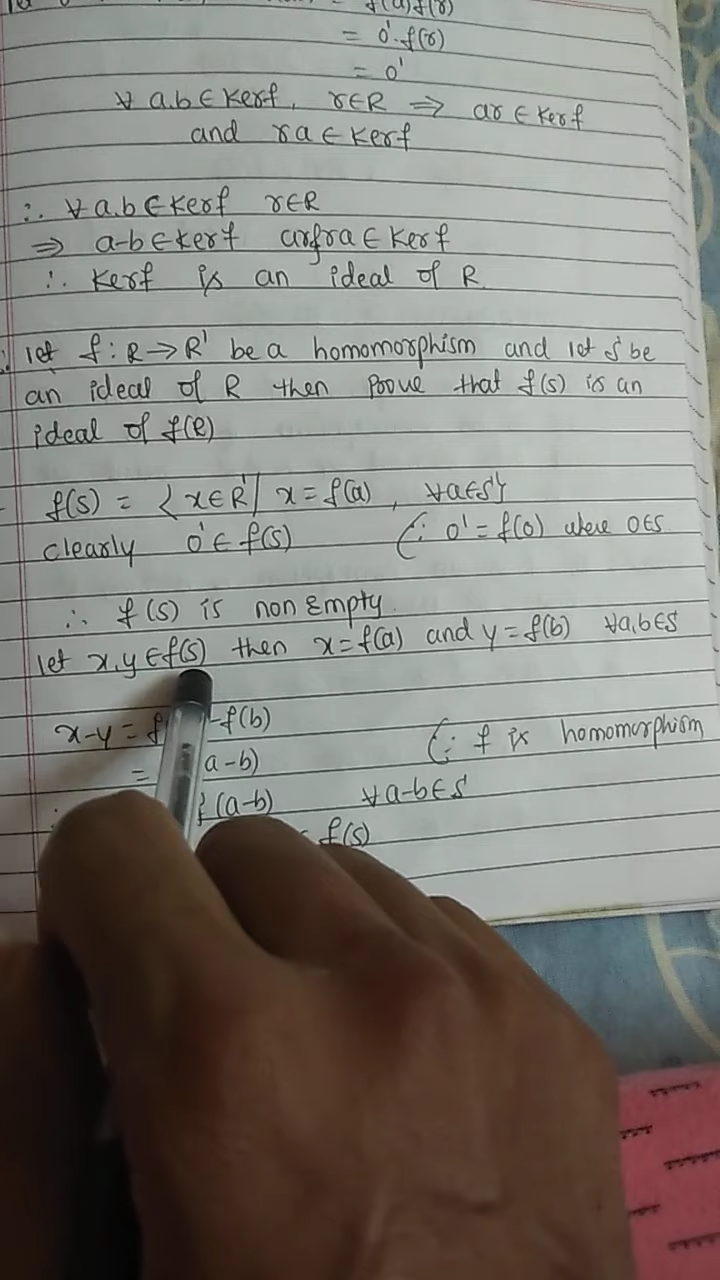 f(a)f(r)
= 0'.f(r)
= 0'
∀ a.b ∈ Kerf, r∈R ⇒ ar ∈ Kerf
and ra ∈ Kerf
∴ ∀ a.b ∈ Kerf r∈R
⇒ a-b ∈ Kerf ar ra ∈ Kerf
∴ Kerf is an ideal of R.
let f : R → R' be a homomorphism and let S be
an ideal of R then Prove that f(s) is an
ideal of f(R)
f(s) = {x∈R' / x = f(a), ∀a∈S}
clearly 0' ∈ f(s) (∵ 0' = f(0) where 0∈s
∴ f(s) is non Empty.
let x,y ∈ f(s) then x = f(a) and y = f(b) ∀a,b∈S
x-y = -f(b) (∵ f is homomorphism
= a-b)
(a-b) ∀ a-b∈S
f(s)